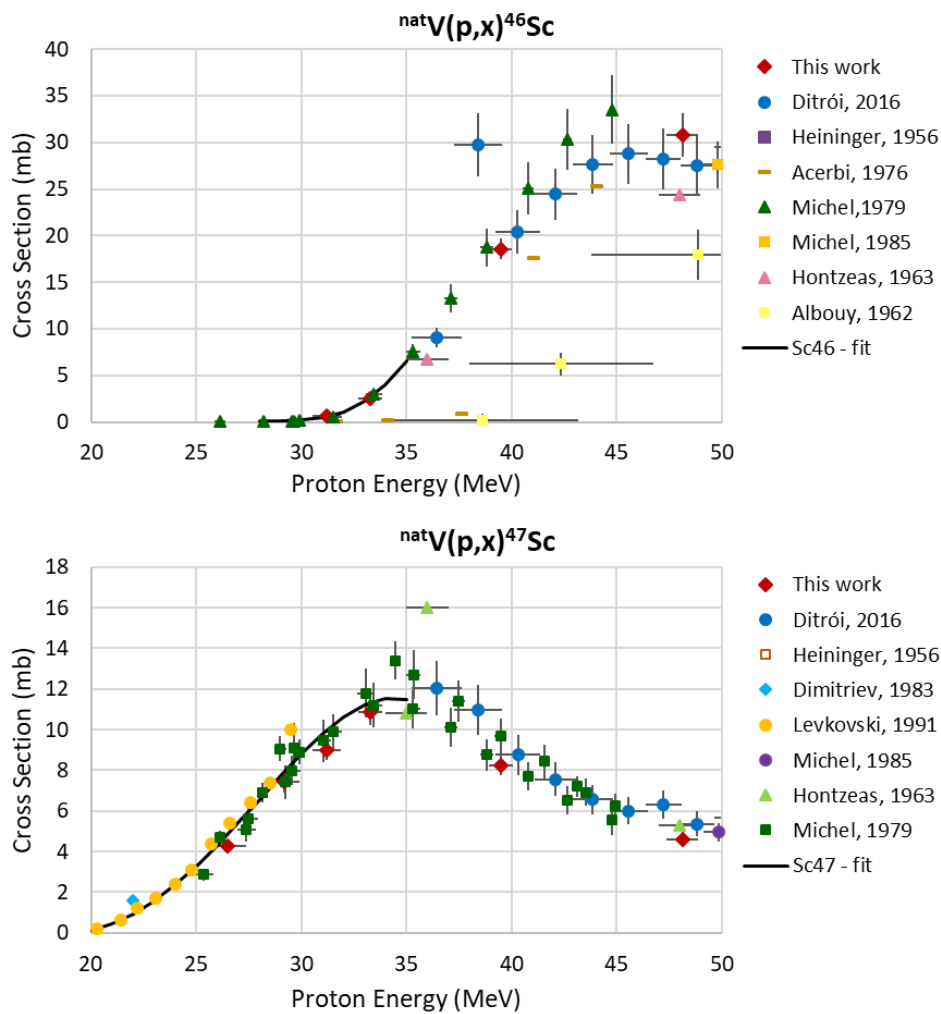 natV(p,x)46Sc
40
35
30
25
20
15
10
5
0
Cross Section (mb)
20 25 30 35 40 45 50
Proton Energy (MeV)
This work
Ditrói, 2016
Heininger, 1956
Acerbi, 1976
Michel,1979
Michel, 1985
Hontzeas, 1963
Albouy, 1962
Sc46 - fit
natV(p,x)47Sc
18
16
14
12
10
8
6
4
2
0
Cross Section (mb)
20 25 30 35 40 45 50
Proton Energy (MeV)
This work
Ditrói, 2016
Heininger, 1956
Dimitriev, 1983
Levkovski, 1991
Michel, 1985
Hontzeas, 1963
Michel, 1979
Sc47 - fit